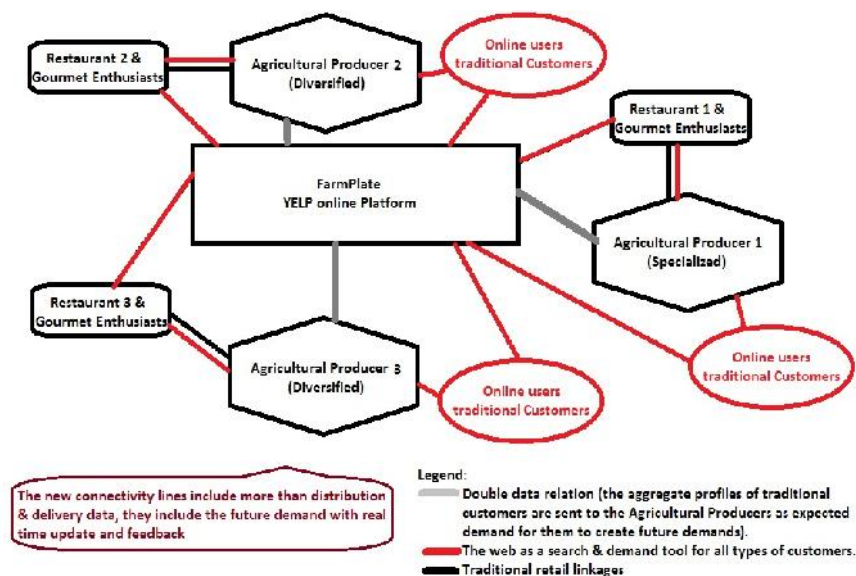 Restaurant 2 &
Gourmet Enthusiasts
Agricultural Producer 2
(Diversified)
Online users
traditional Customers
Restaurant 1 &
Gourmet Enthusiasts
FarmPlate
YELP online Platform
Agricultural Producer 1
(Specialized)
Restaurant 3 &
Gourmet Enthusiasts
Agricultural Producer 3
(Diversified)
Online users
traditional Customers
Online users
traditional Customers
The new connectivity lines include more than distribution
& delivery data, they include the future demand with real
time update and feedback
Legend:
Double data relation (the aggregate profiles of traditional
customers are sent to the Agricultural Producers as expected
demand for them to create future demands).
The web as a search & demand tool for all types of customers.
Traditional retail linkages